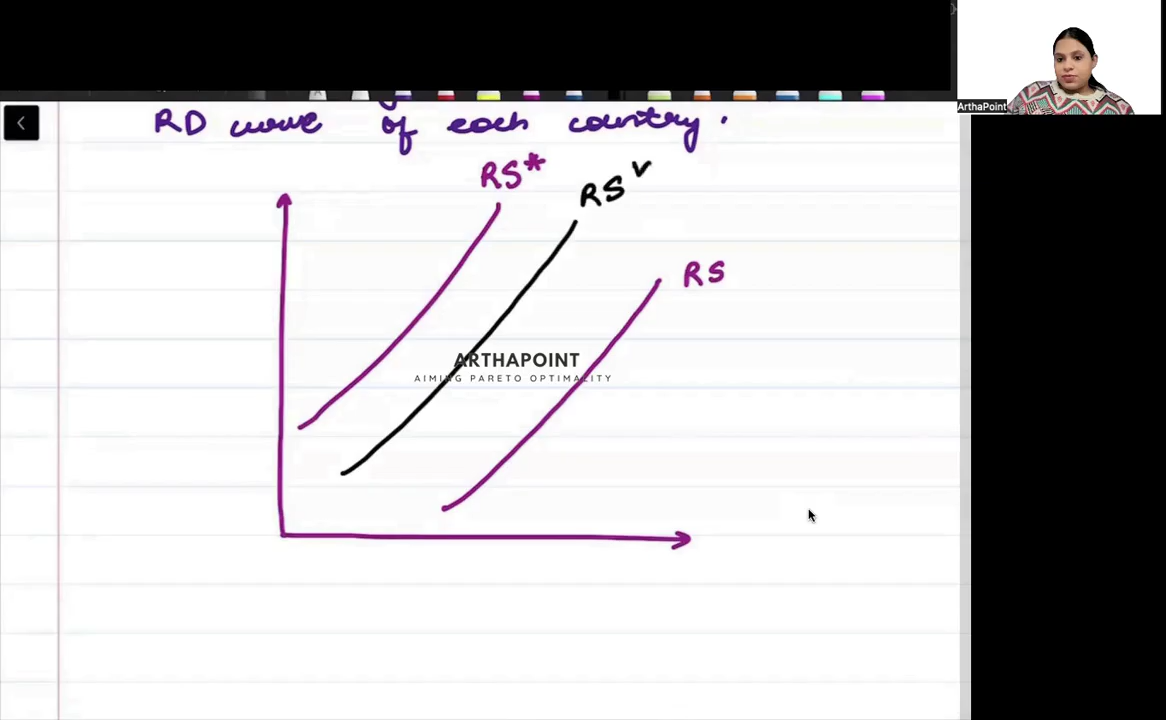 RD curve of each country.
RS*
RS^v
RS
ARTHAPOINT
AIMING PARETO OPTIMALITY
ArthaPoint